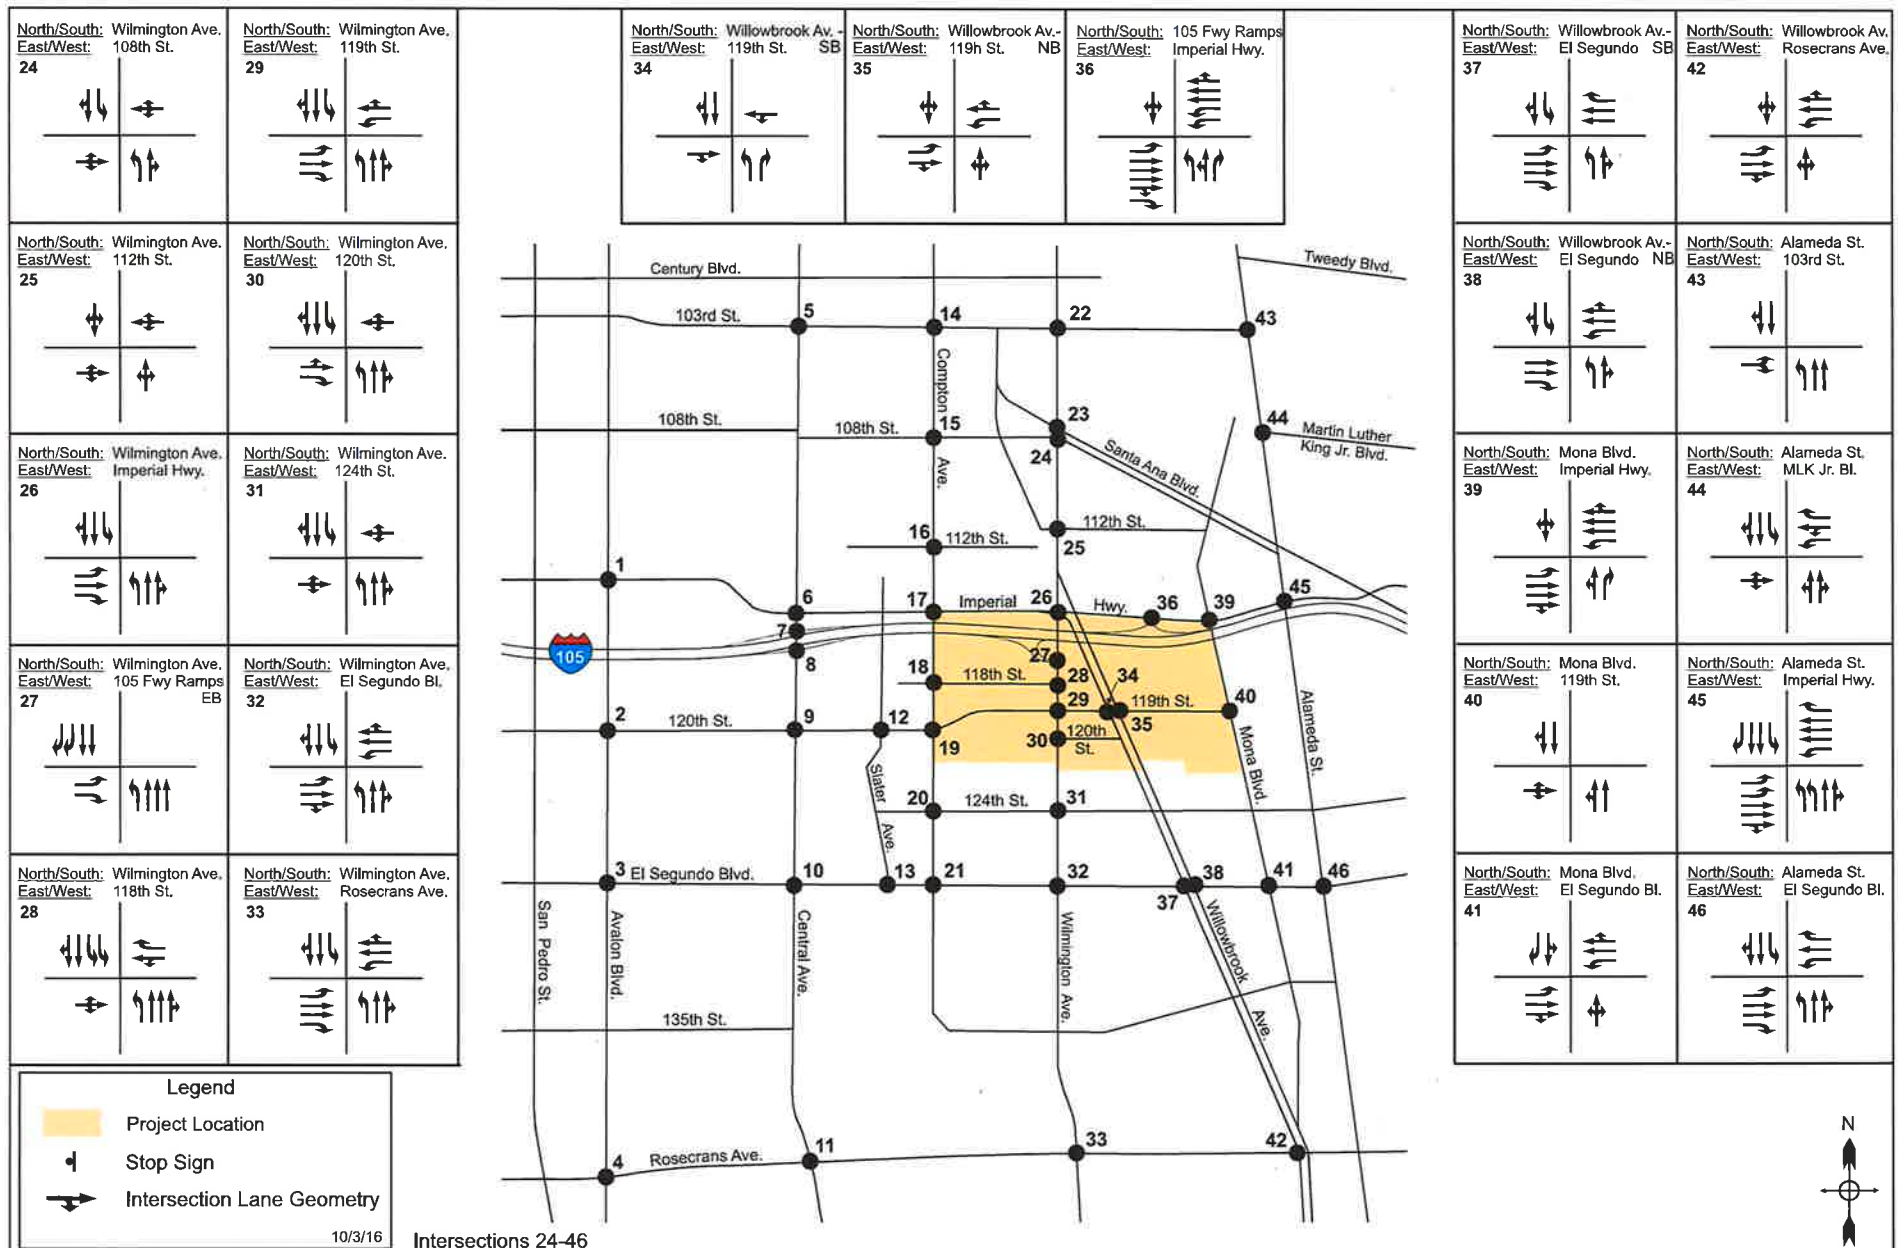 North/South: Wilmington Ave.
East/West: 108th St.
24
North/South: Wilmington Ave.
East/West: 119th St.
29
North/South: Willowbrook Av.-
East/West: 119th St. SB
34
North/South: Willowbrook Av.-
East/West: 119h St. NB
35
North/South: 105 Fwy Ramps
East/West: Imperial Hwy.
36
North/South: Willowbrook Av.-
East/West: El Segundo SB
37
North/South: Willowbrook Av.
East/West: Rosecrans Ave.
42
North/South: Wilmington Ave.
East/West: 112th St.
25
North/South: Wilmington Ave.
East/West: 120th St.
30
North/South: Willowbrook Av.-
East/West: El Segundo NB
38
North/South: Alameda St.
East/West: 103rd St.
43
North/South: Wilmington Ave.
East/West: Imperial Hwy.
26
North/South: Wilmington Ave.
East/West: 124th St.
31
North/South: Mona Blvd.
East/West: Imperial Hwy.
39
North/South: Alameda St.
East/West: MLK Jr. Bl.
44
North/South: Wilmington Ave.
East/West: 105 Fwy Ramps
27 EB
North/South: Wilmington Ave.
East/West: El Segundo Bl.
32
North/South: Mona Blvd.
East/West: 119th St.
40
North/South: Alameda St.
East/West: Imperial Hwy.
45
North/South: Wilmington Ave.
East/West: 118th St.
28
North/South: Wilmington Ave.
East/West: Rosecrans Ave.
33
North/South: Mona Blvd.
East/West: El Segundo Bl.
41
North/South: Alameda St.
East/West: El Segundo Bl.
46
Century Blvd.
Tweedy Blvd.
103rd St.
5
14
22
43
Compton
Ave.
108th St.
108th St.
15
23
24
44
Martin Luther
King Jr. Blvd.
Santa Ana Blvd.
16
112th St.
112th St.
25
1
6
7
8
17
Imperial
26
Hwy.
36
39
45
105
27
18
118th St.
28
34
29
119th St.
40
2
120th St.
9
12
19
30
120th
St.
35
Slater
Ave.
Mona Blvd.
Alameda St.
20
124th St.
31
3
El Segundo Blvd.
10
13
21
32
37
38
41
46
San Pedro St.
Avalon Blvd.
Central Ave.
Wilmington Ave.
Willowbrook
Ave.
135th St.
4
Rosecrans Ave.
11
33
42
Legend
Project Location
Stop Sign
Intersection Lane Geometry
10/3/16
Intersections 24-46
N